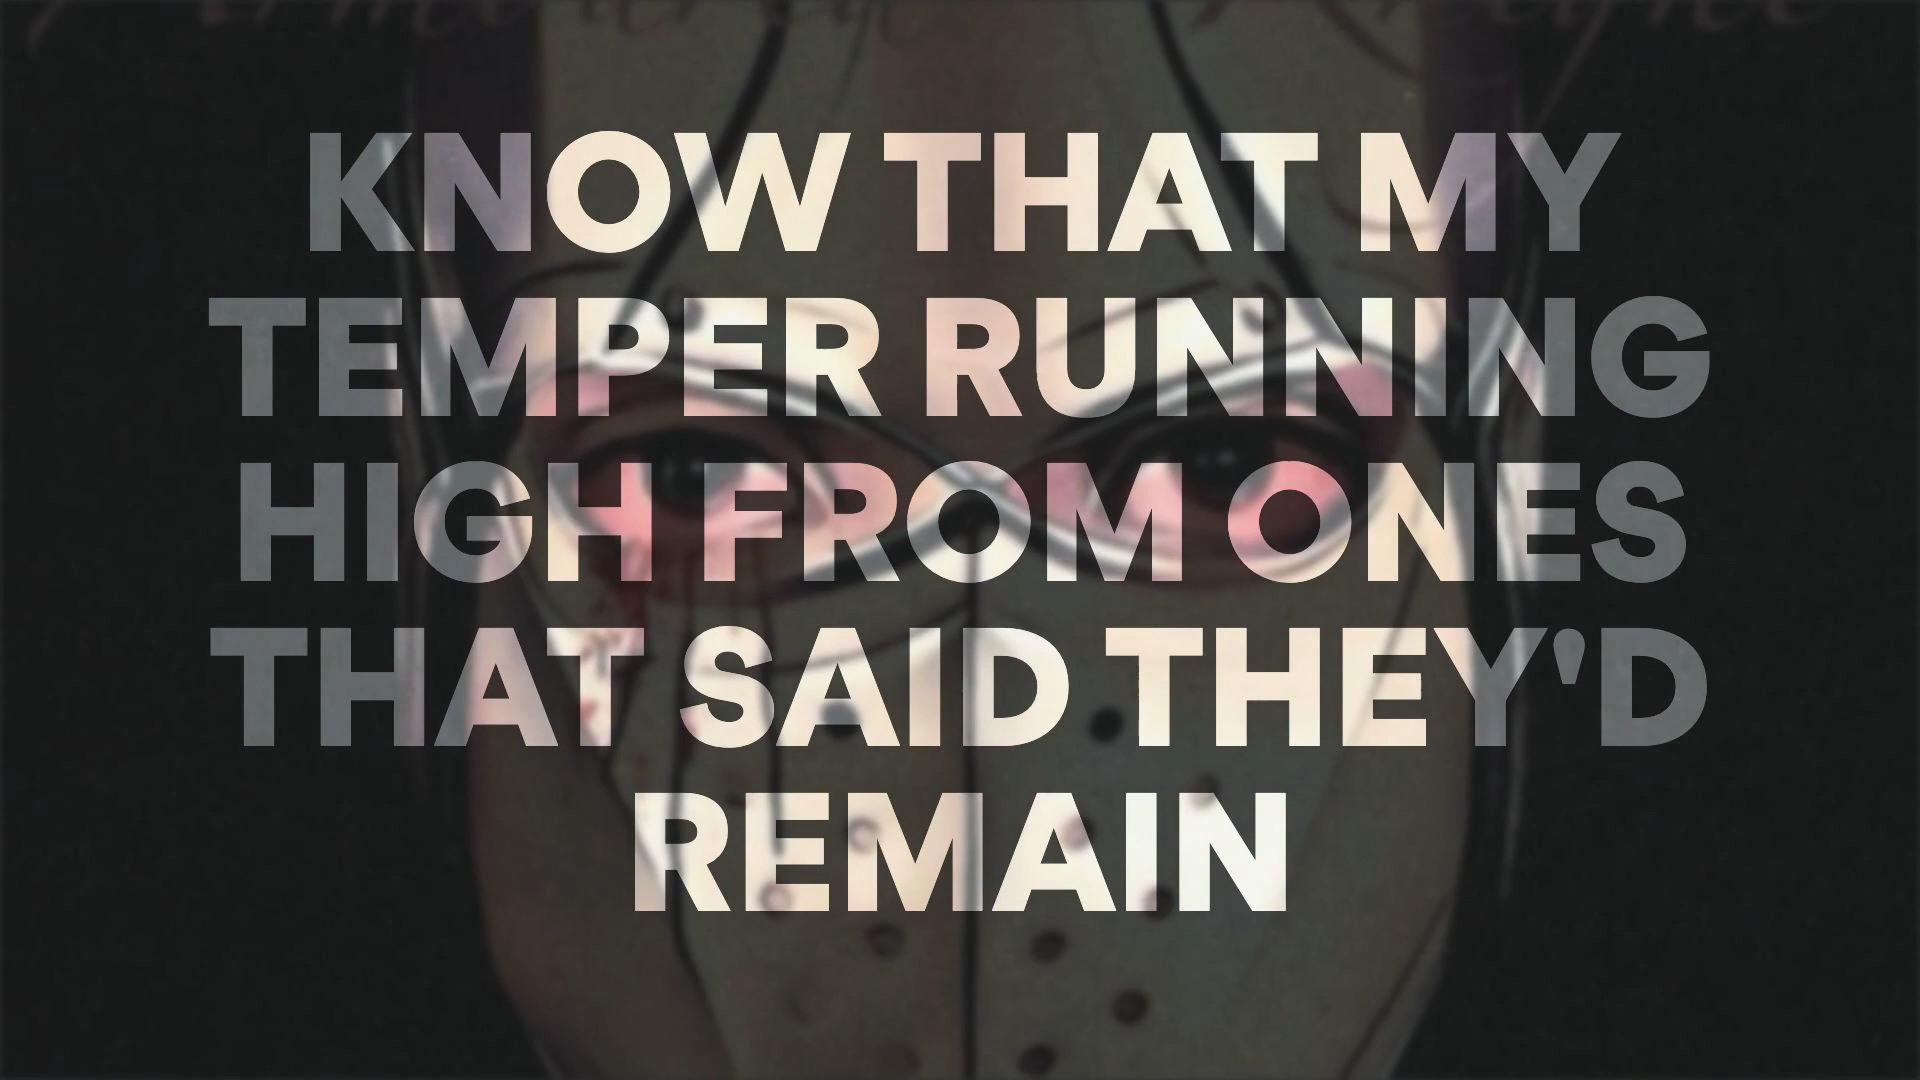 KNOW THAT MY
TEMPER RUNNING
HIGH FROM ONES
THAT SAID THEY'D
REMAIN